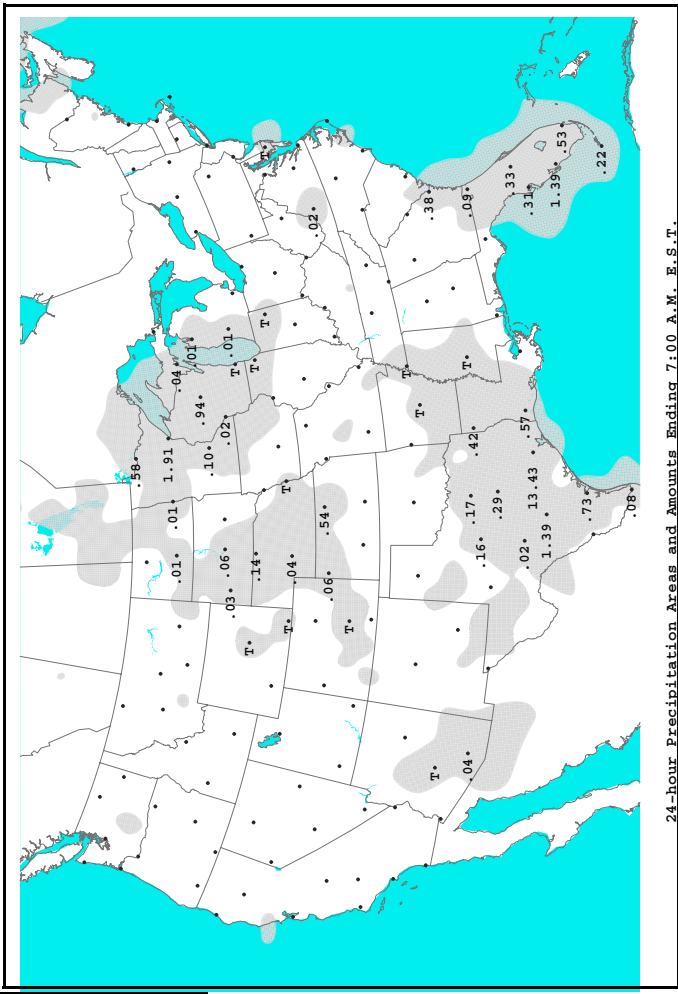 .58
1.91
.01
.01
.04
.01
.94
.10
.06
.02
.01
.03
T
T
T
.14
T
T
T
T
.04
.02
.54
.06
T
T
T
.38
T
.04
T
.09
.17
.42
.16
.29
.33
.02
.57
.31
13.43
1.39
1.39
.53
.73
.22
.08
24-hour Precipitation Areas and Amounts Ending 7:00 A.M. E.S.T.